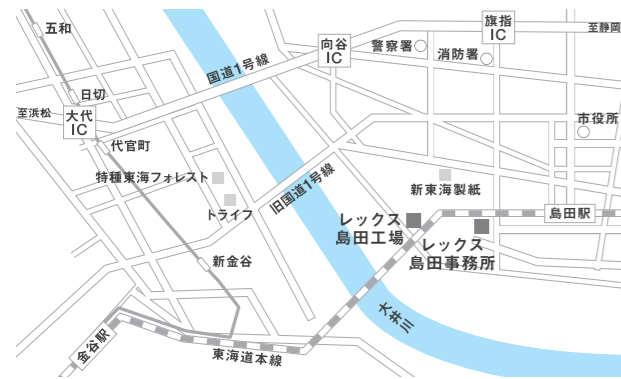 五和
日切
至浜松
大代
IC
代官町
国道1号線
向谷
IC
警察署
消防署
旗指
IC
至静岡
市役所
特種東海フォレスト
トライフ
旧国道1号線
新東海製紙
レックス
島田工場
レックス
島田事務所
島田駅
新金谷
大井川
金谷駅
東海道本線